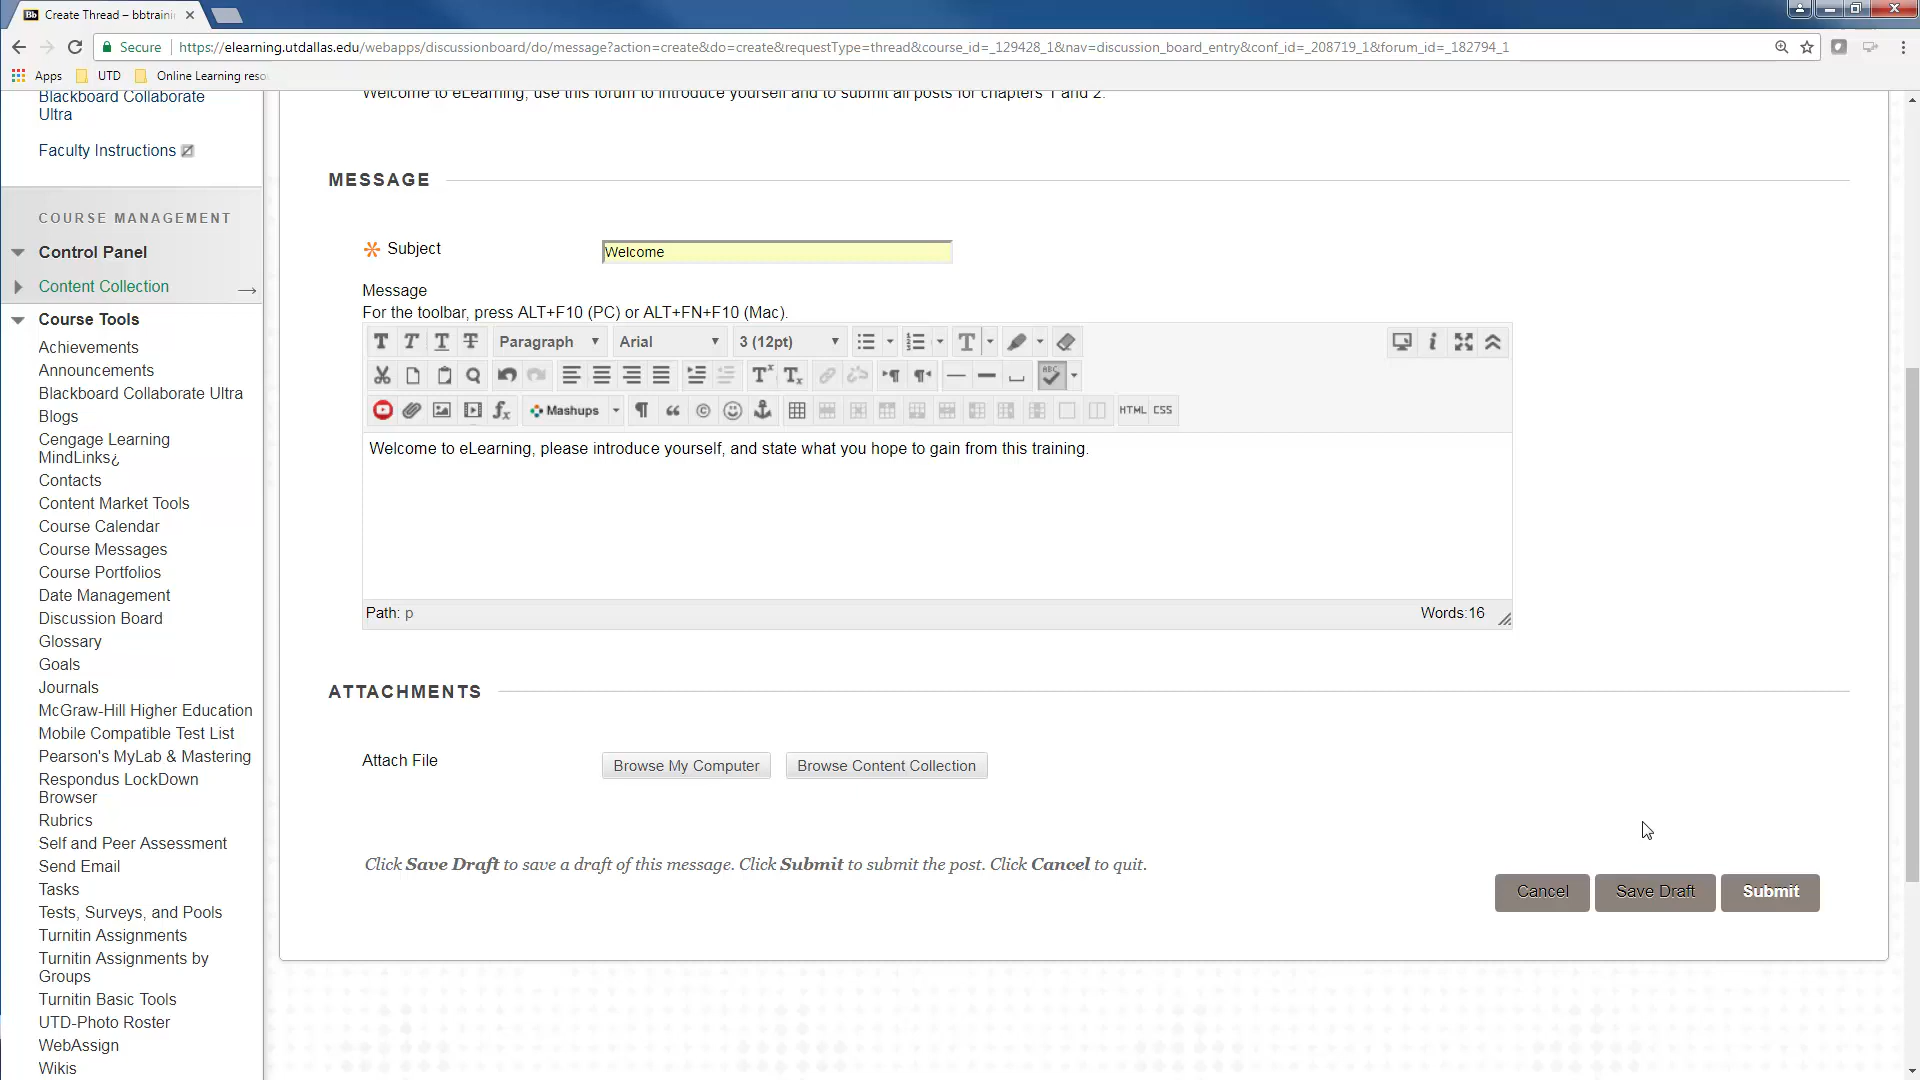 Create Thread – bbtraini
Secure
https://elearning.utdallas.edu/webapps/discussionboard/do/message?action=create&do=create&requestType=thread&course_id=_129428_1&nav=discussion_board_entry&conf_id=_208719_1&forum_id=_182794_1
Apps
UTD
Online Learning reso
Blackboard Collaborate
Ultra
Faculty Instructions
COURSE MANAGEMENT
Control Panel
Content Collection
Course Tools
Achievements
Announcements
Blackboard Collaborate Ultra
Blogs
Cengage Learning
MindLinks¿
Contacts
Content Market Tools
Course Calendar
Course Messages
Course Portfolios
Date Management
Discussion Board
Glossary
Goals
Journals
McGraw-Hill Higher Education
Mobile Compatible Test List
Pearson's MyLab & Mastering
Respondus LockDown
Browser
Rubrics
Self and Peer Assessment
Send Email
Tasks
Tests, Surveys, and Pools
Turnitin Assignments
Turnitin Assignments by
Groups
Turnitin Basic Tools
UTD-Photo Roster
WebAssign
Wikis
Welcome to eLearning, use this forum to introduce yourself and to submit all posts for chapters 1 and 2.
MESSAGE
Subject
Welcome
Message
For the toolbar, press ALT+F10 (PC) or ALT+FN+F10 (Mac).
Paragraph
Arial
3 (12pt)
Mashups
HTML CSS
Welcome to eLearning, please introduce yourself, and state what you hope to gain from this training.
Path: p
Words:16
ATTACHMENTS
Attach File
Browse My Computer
Browse Content Collection
Click Save Draft to save a draft of this message. Click Submit to submit the post. Click Cancel to quit.
Cancel
Save Draft
Submit